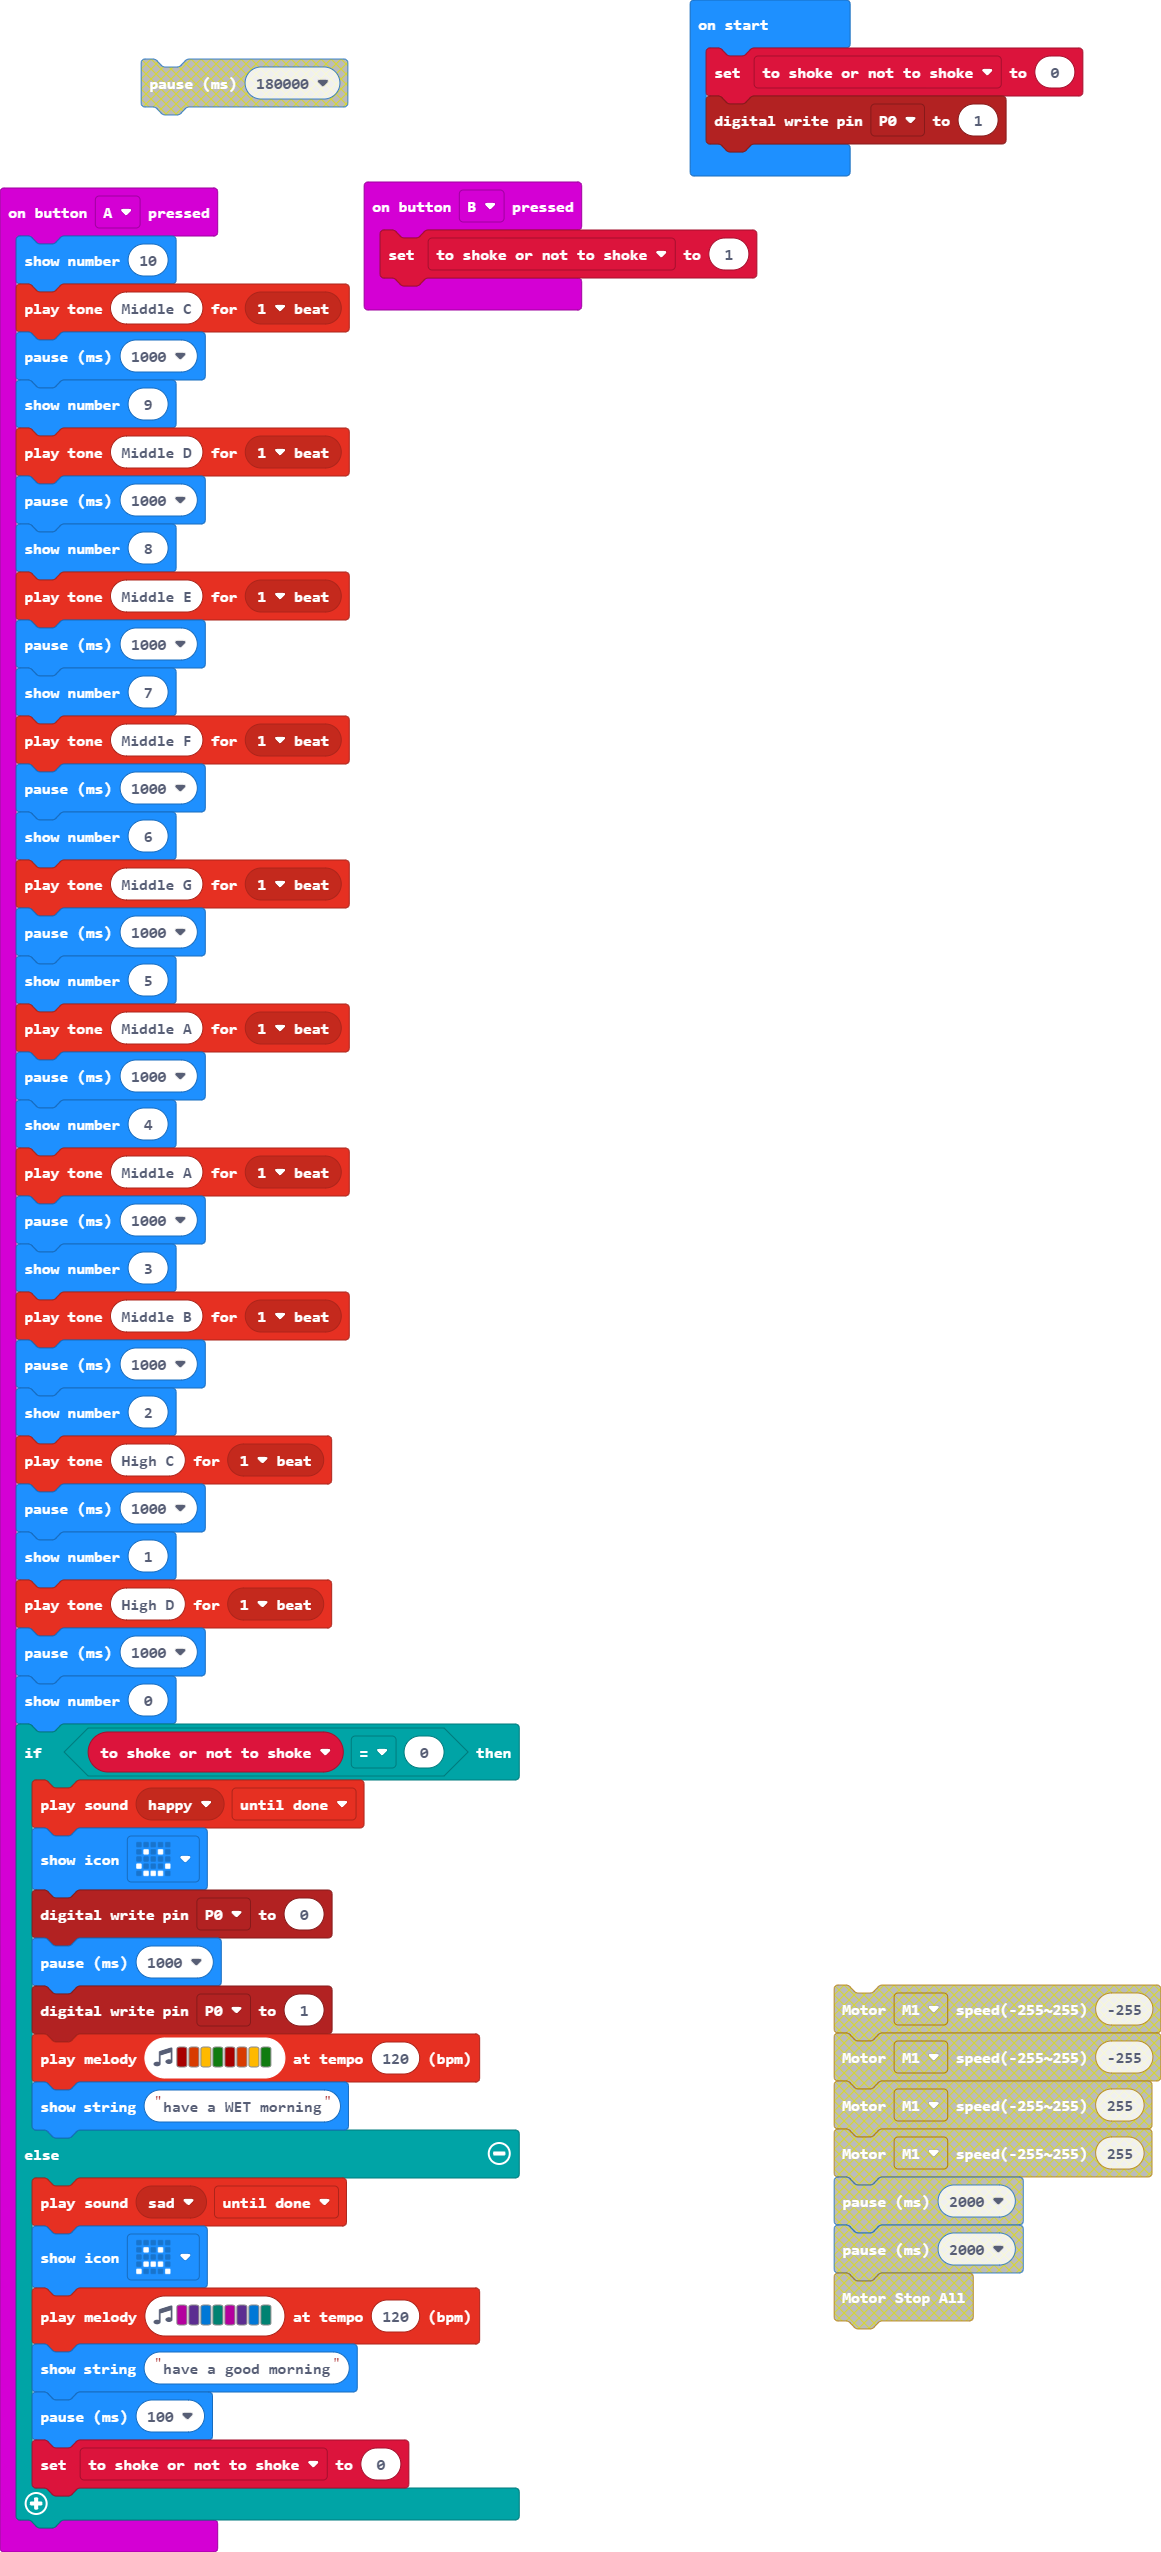 pause (ms) 180000
on start
set to shoke or not to shoke to 0
digital write pin P0 to 1
on button A pressed
show number 10
play tone Middle C for 1 beat
pause (ms) 1000
show number 9
play tone Middle D for 1 beat
pause (ms) 1000
show number 8
play tone Middle E for 1 beat
pause (ms) 1000
show number 7
play tone Middle F for 1 beat
pause (ms) 1000
show number 6
play tone Middle G for 1 beat
pause (ms) 1000
show number 5
play tone Middle A for 1 beat
pause (ms) 1000
show number 4
play tone Middle A for 1 beat
pause (ms) 1000
show number 3
play tone Middle B for 1 beat
pause (ms) 1000
show number 2
play tone High C for 1 beat
pause (ms) 1000
show number 1
play tone High D for 1 beat
pause (ms) 1000
show number 0
if to shoke or not to shoke = 0 then
play sound happy until done
show icon
digital write pin P0 to 0
pause (ms) 1000
digital write pin P0 to 1
play melody at tempo 120 (bpm)
show string "have a WET morning"
else
play sound sad until done
show icon
play melody at tempo 120 (bpm)
show string "have a good morning"
pause (ms) 100
set to shoke or not to shoke to 0
on button B pressed
set to shoke or not to shoke to 1
Motor M1 speed(-255~255) -255
Motor M1 speed(-255~255) -255
Motor M1 speed(-255~255) 255
Motor M1 speed(-255~255) 255
pause (ms) 2000
pause (ms) 2000
Motor Stop All